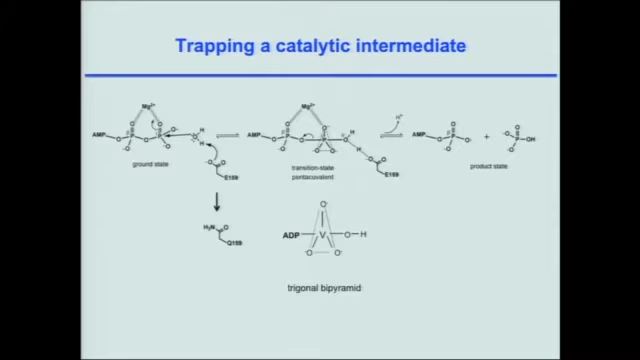 Trapping a catalytic intermediate
Mg2+
Mg2+
H+
AMP
AMP
AMP
+
OH
ground state
transition-state
pentacovalent
product state
E159
E159
H2N
O
Q159
O-
ADP
V
O
H
-O
O-
trigonal bipyramid